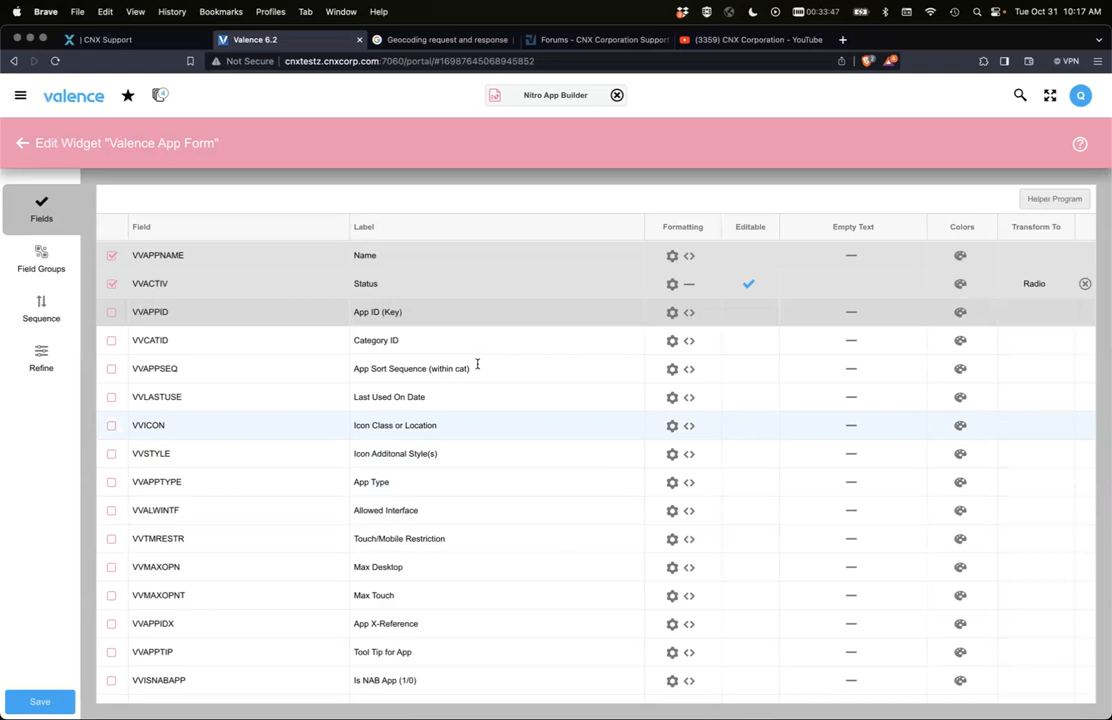 Brave File Edit View History Bookmarks Profiles Tab Window Help 00:33:47 Tue Oct 31 10:17 AM
| CNX Support Valence 6.2 Geocoding request and response Forums - CNX Corporation Support (3359) CNX Corporation - YouTube
Not Secure cnxtestz.cnxcorp.com:7060/portal/#16987645068945852 VPN
valence Nitro App Builder Q
Edit Widget "Valence App Form"
Fields
Field Groups
Sequence
Refine
Save
Helper Program
Field Label Formatting Editable Empty Text Colors Transform To
VVAPPNAME Name
VVACTIV Status Radio
VVAPPID App ID (Key)
VVCATID Category ID
VVAPPSEQ App Sort Sequence (within cat)
VVLASTUSE Last Used On Date
VVICON Icon Class or Location
VVSTYLE Icon Additonal Style(s)
VVAPPTYPE App Type
VVALWINTF Allowed Interface
VVTMRESTR Touch/Mobile Restriction
VVMAXOPN Max Desktop
VVMAXOPNT Max Touch
VVAPPIDX App X-Reference
VVAPPTIP Tool Tip for App
VVISNABAPP Is NAB App (1/0)